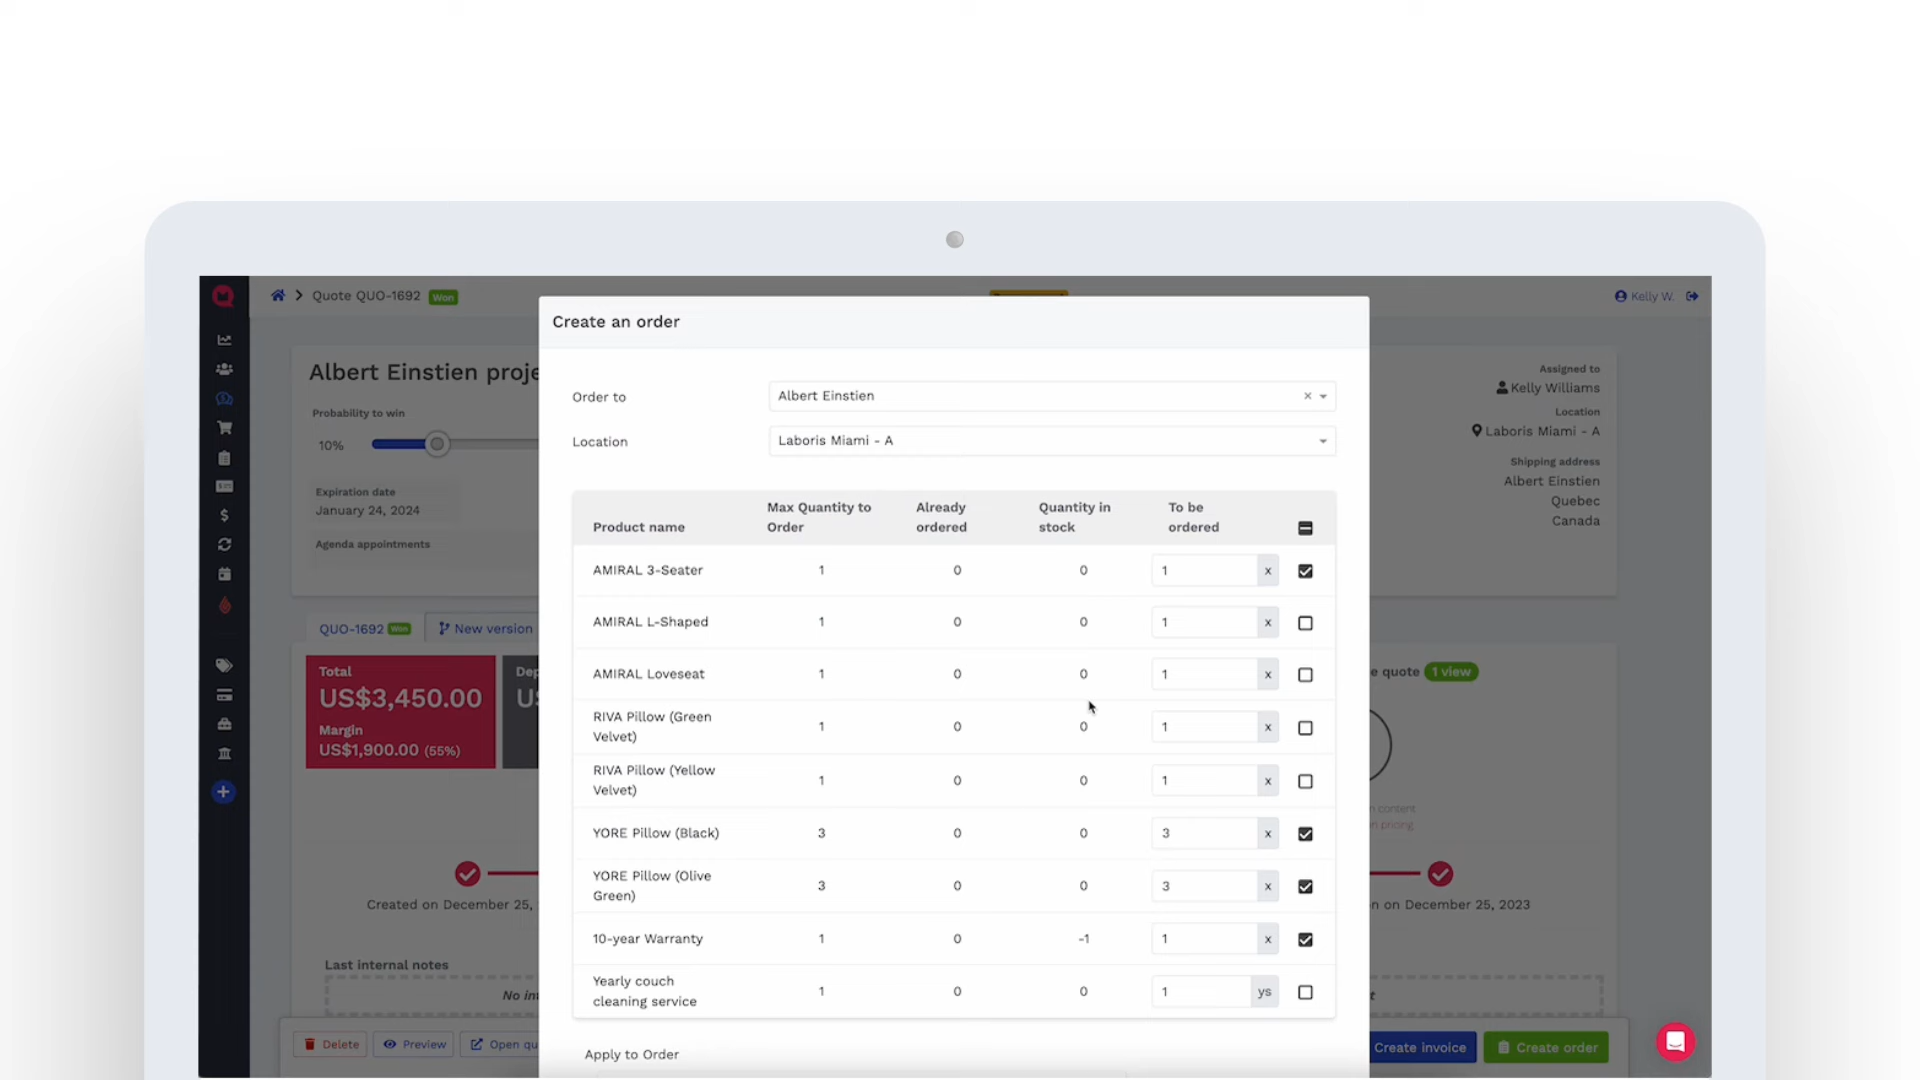 Quote QUO-1692 Won
Kelly W.
Create an order
Albert Einstien proje
Probability to win
10%
Expiration date
January 24, 2024
Agenda appointments
Assigned to
Kelly Williams
Location
Laboris Miami - A
Shipping address
Albert Einstien
Quebec
Canada
Order to
Albert Einstien
×
Location
Laboris Miami - A
Product name
Max Quantity to
Order
Already
ordered
Quantity in
stock
To be
ordered
AMIRAL 3-Seater 1 0 0 1 x
AMIRAL L-Shaped 1 0 0 1 x
AMIRAL Loveseat 1 0 0 1 x
RIVA Pillow (Green
Velvet) 1 0 0 1 x
RIVA Pillow (Yellow
Velvet) 1 0 0 1 x
YORE Pillow (Black) 3 0 0 3 x
YORE Pillow (Olive
Green) 3 0 0 3 x
10-year Warranty 1 0 -1 1 x
Yearly couch
cleaning service 1 0 0 1 ys
Apply to Order
QUO-1692 Won
New version
Total
US$3,450.00
Margin
US$1,900.00 (55%)
Dep
U
e quote 1 view
n content
n pricing
Created on December 25,
n on December 25, 2023
Last internal notes
No in
t
Delete
Preview
Open qu
Create invoice
Create order